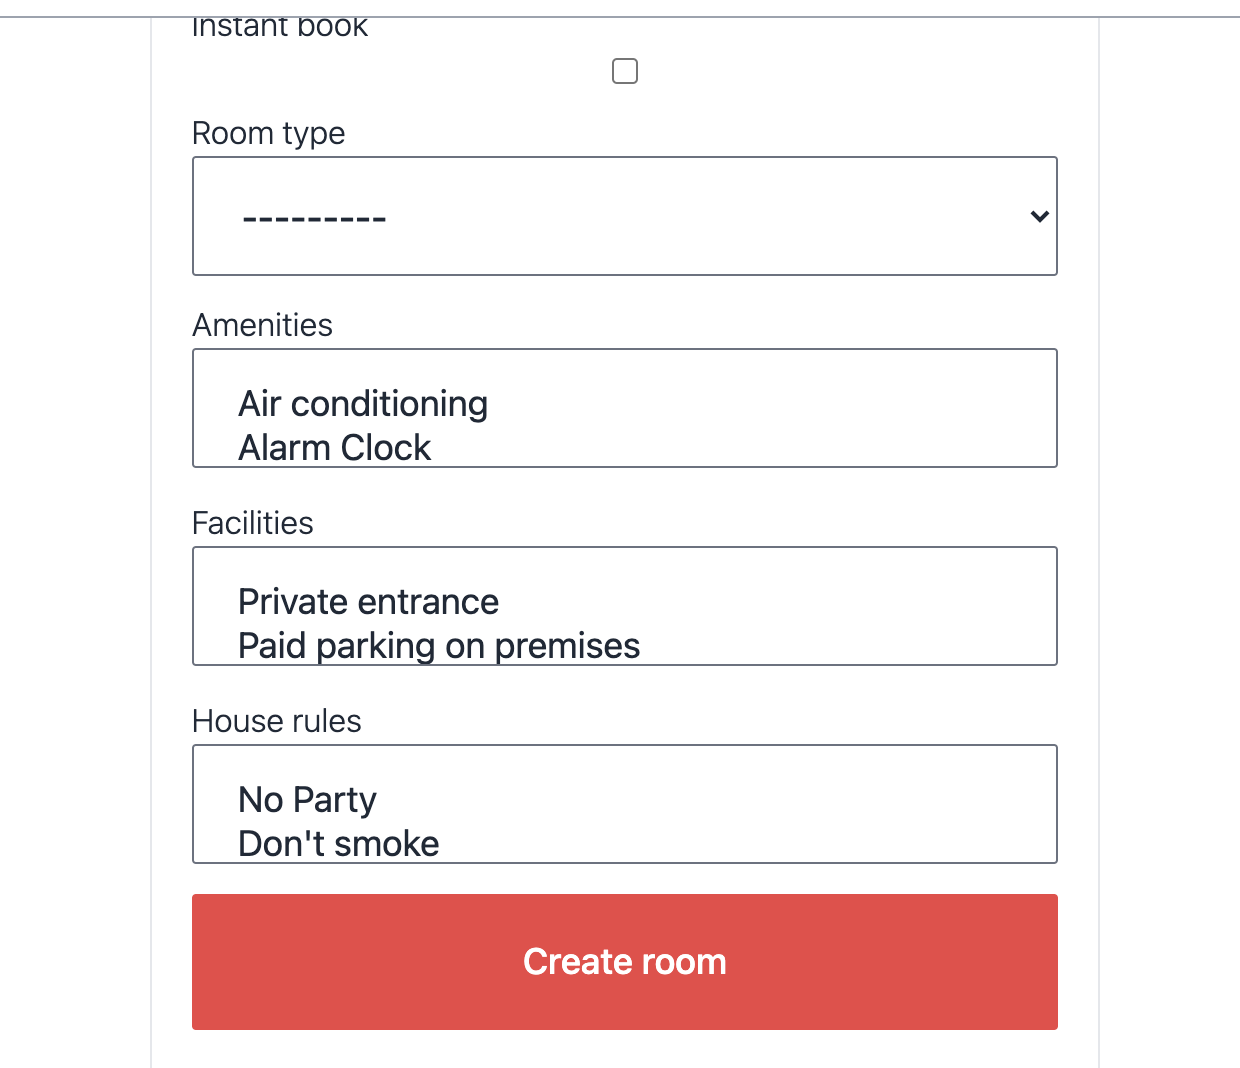 Instant book
Room type
---------
Amenities
Air conditioning
Alarm Clock
Facilities
Private entrance
Paid parking on premises
House rules
No Party
Don't smoke
Create room